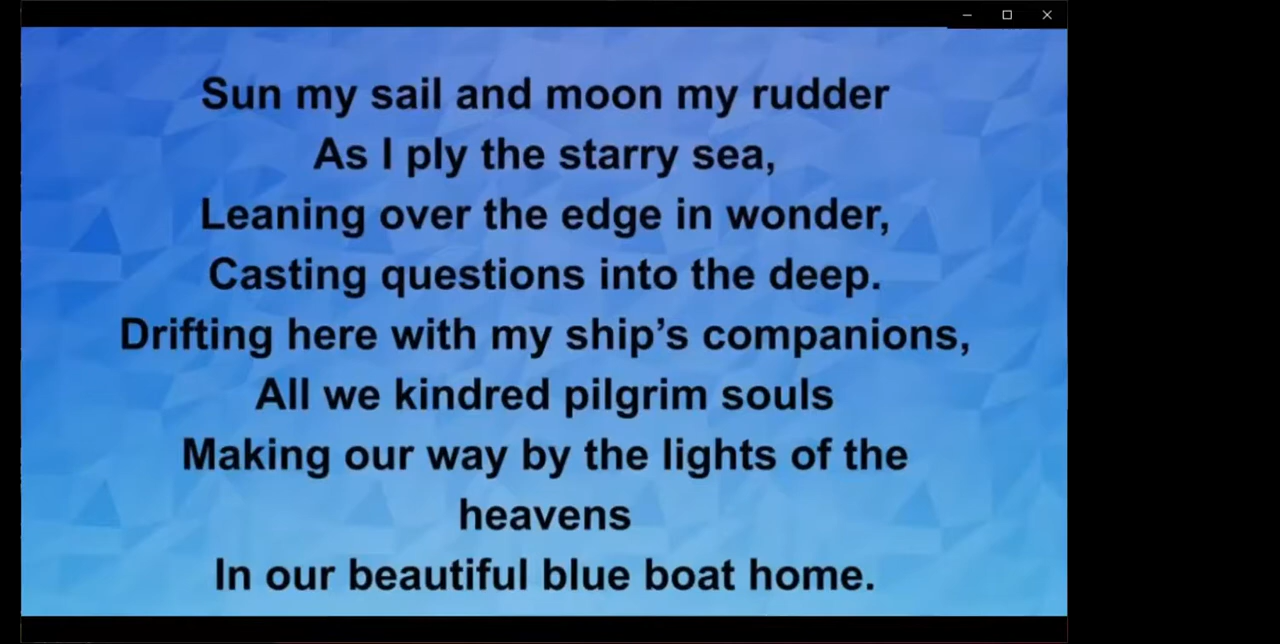 Sun my sail and moon my rudder
As I ply the starry sea,
Leaning over the edge in wonder,
Casting questions into the deep.
Drifting here with my ship’s companions,
All we kindred pilgrim souls
Making our way by the lights of the
heavens
In our beautiful blue boat home.